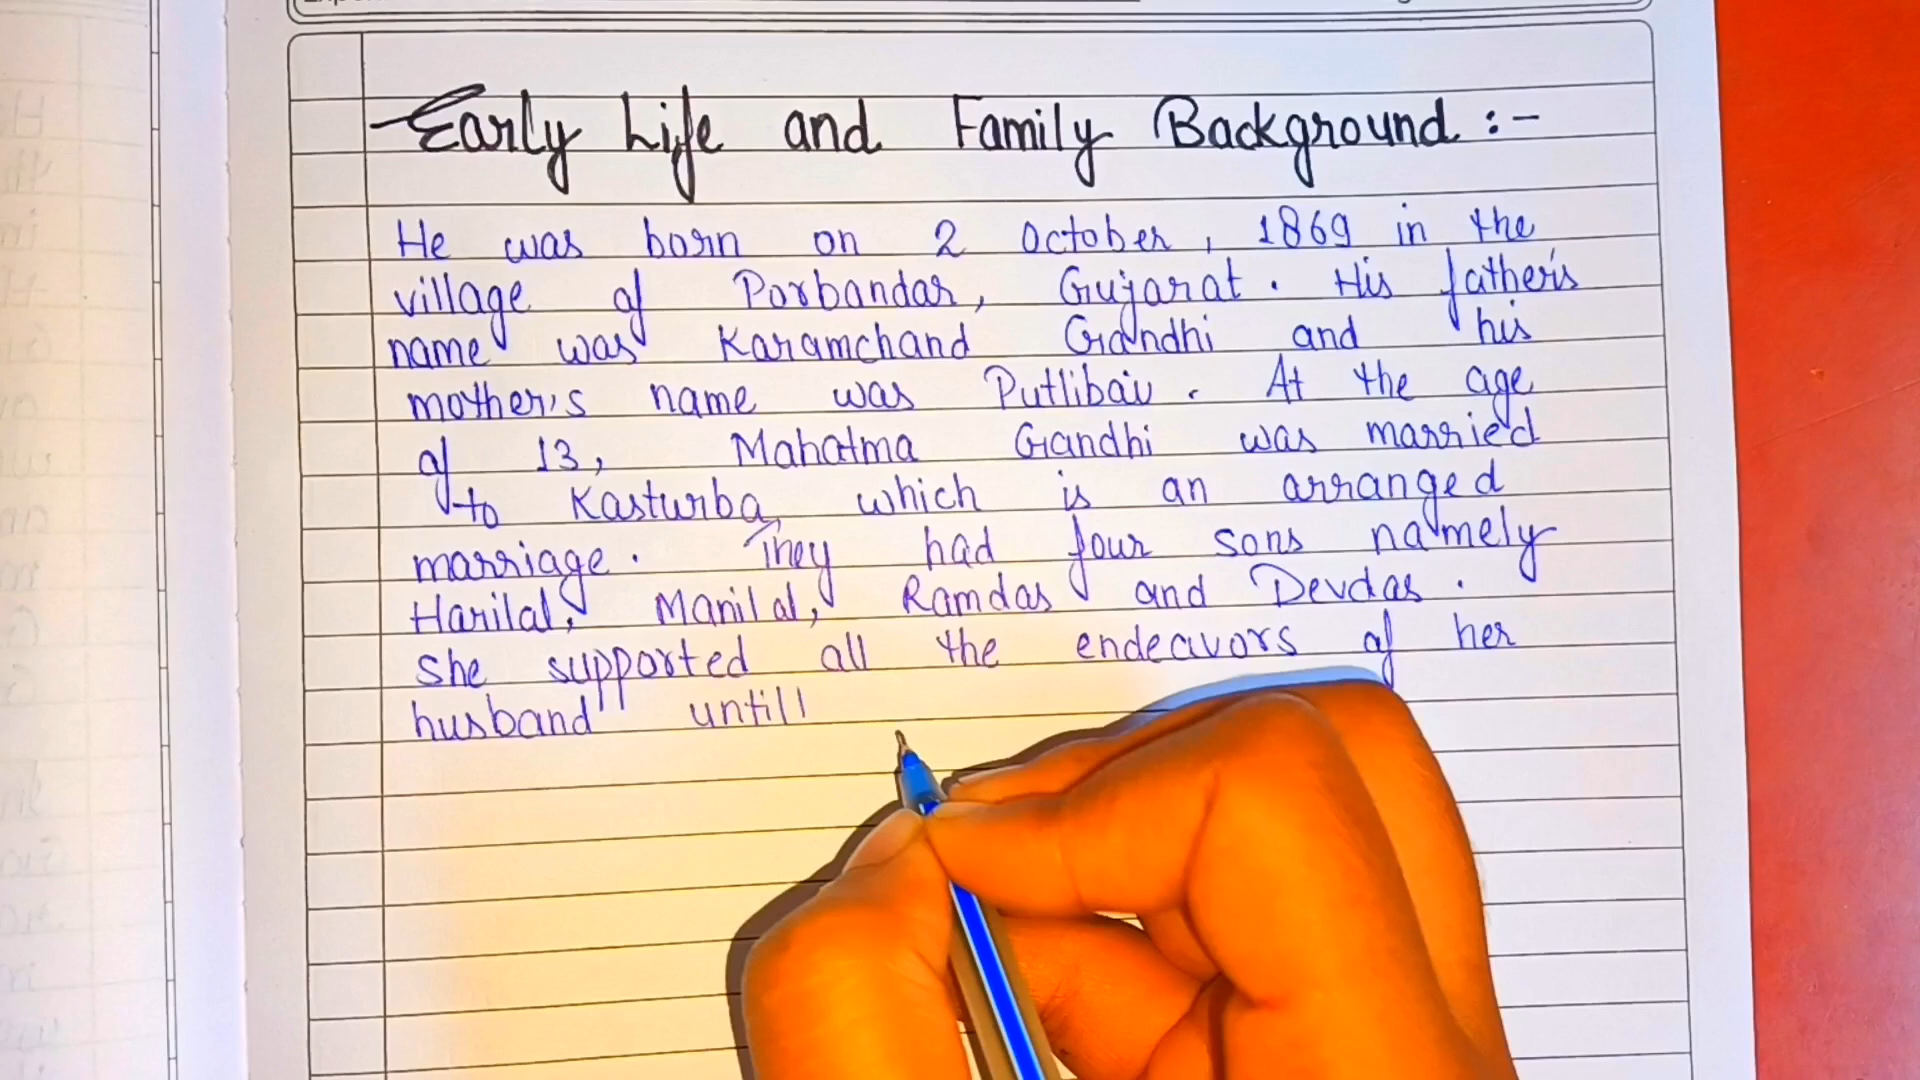 Early Life and Family Background :-
He was born on 2 October, 1869 in the
village of Porbandar, Gujarat. His father's
name was Karamchand Gandhi and his
mother's name was Putlibai. At the age
of 13, Mahatma Gandhi was married
to Kasturba, which is an arranged
marriage. They had four sons namely
Harilal, Manilal, Ramdas and Devdas.
she supported all the endeavors of her
husband untill